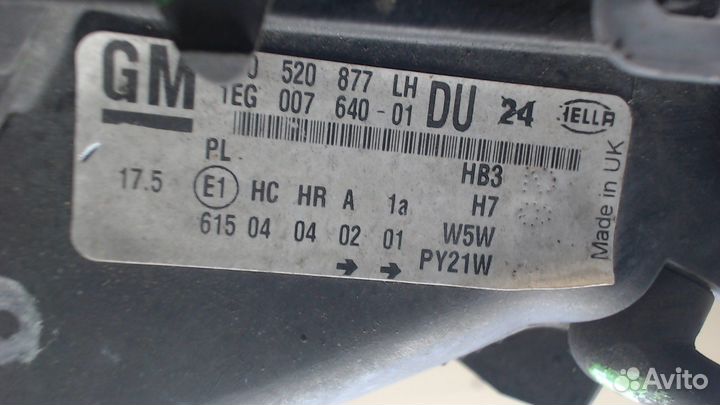 GM
0 520 877 LH
1EG 007 640-01 DU 24 HELLA
PL HB3
17.5 E1 HC HR A 1a H7
615 04 04 02 01 W5W
→ → PY21W
Made in UK
Avito